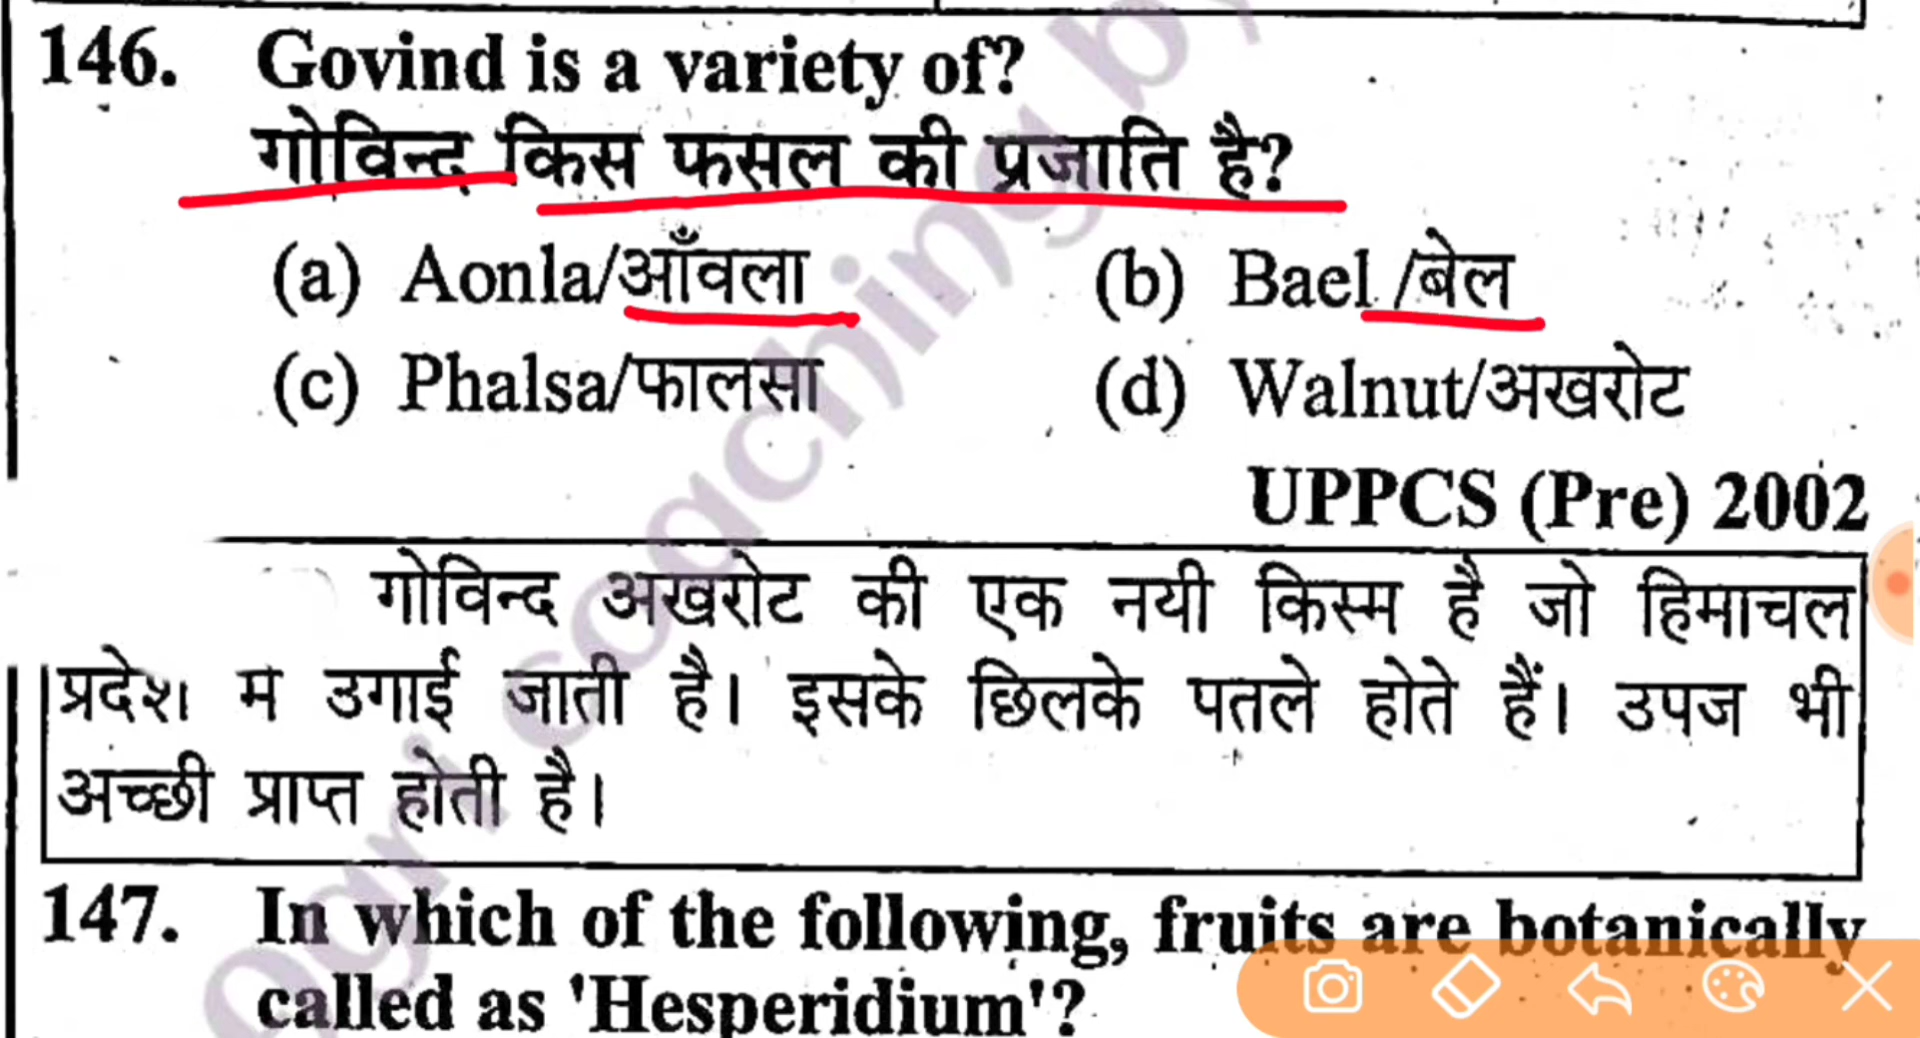 146. Govind is a variety of?
गोविन्द किस फसल की प्रजाति है?
(a) Aonla/आँवला (b) Bael /बेल
(c) Phalsa/फालसा (d) Walnut/अखरोट
UPPCS (Pre) 2002
गोविन्द अखरोट की एक नयी किस्म है जो हिमाचल
प्रदेश म उगाई जाती है। इसके छिलके पतले होते हैं। उपज भी
अच्छी प्राप्त होती है।
147. In which of the following, fruits are botanically
called as 'Hesperidium'?
coaching by